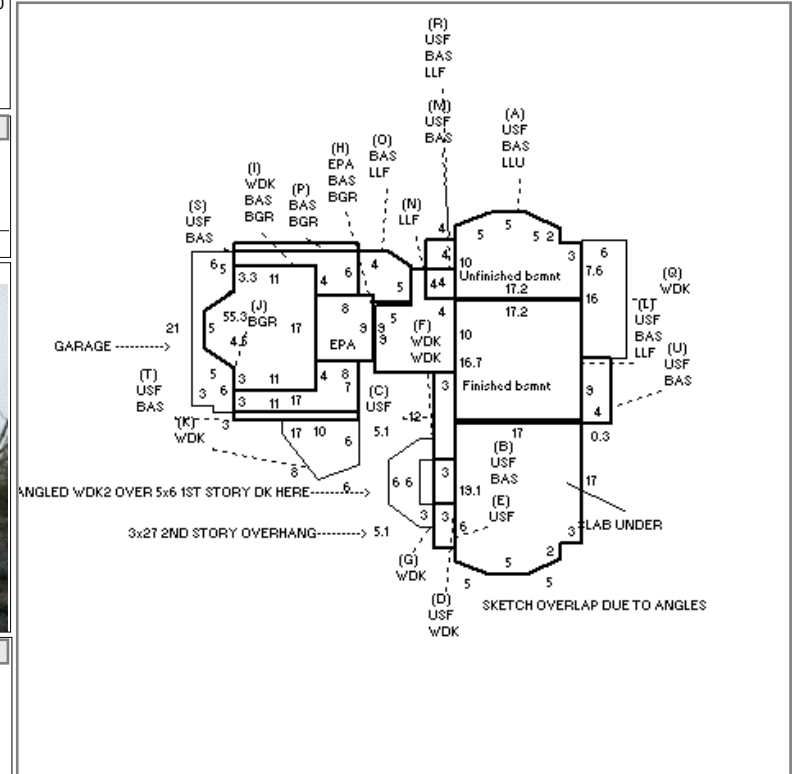 (R)
USF
BAS
LLF
(M)
USF
BAS
(A)
USF
BAS
LLU
(O)
BAS
LLF
(H)
EPA
BAS
BGR
(I)
WDK
BAS
BGR
(P)
BAS
BGR
(N)
LLF
(S)
USF
BAS
4
5
5
5 2
3
6
7.6
4
10
6 5
3.3 11
4
6
4
5
4 4
Unfinished bsmnt
17.2
16
(Q)
WDK
(L)
USF
BAS
LLF
(J)
BGR
55.3
5
4.6
17
8
9
9
9
5
4
17.2
(F)
WDK
WDK
10
21
GARAGE
EPA
16.7
(U)
USF
BAS
(T)
USF
BAS
5
6
3
3 11 17
3
4
8
7
(C)
USF
3
Finished bsmnt
9
4
3
(K)
WDK
12
17 10
6
5.1
17
0.3
8
(B)
USF
BAS
6 6
3
19.1
17
ANGLED WDK2 OVER 5x6 1ST STORY DK HERE
6
(E)
USF
3
3
6
LAB UNDER
3
3x27 2ND STORY OVERHANG
5.1
2
5
(G)
WDK
5
5
(D)
USF
WDK
SKETCH OVERLAP DUE TO ANGLES